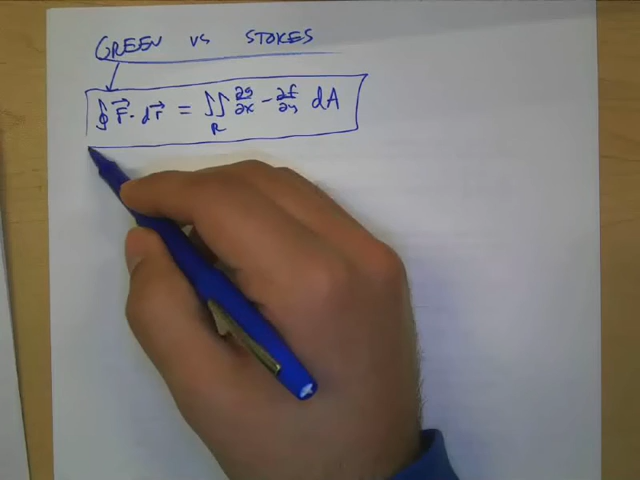 GREEN vs STOKES
∮ F⃗ · dr⃗ = ∬_R ∂g/∂x − ∂f/∂y dA